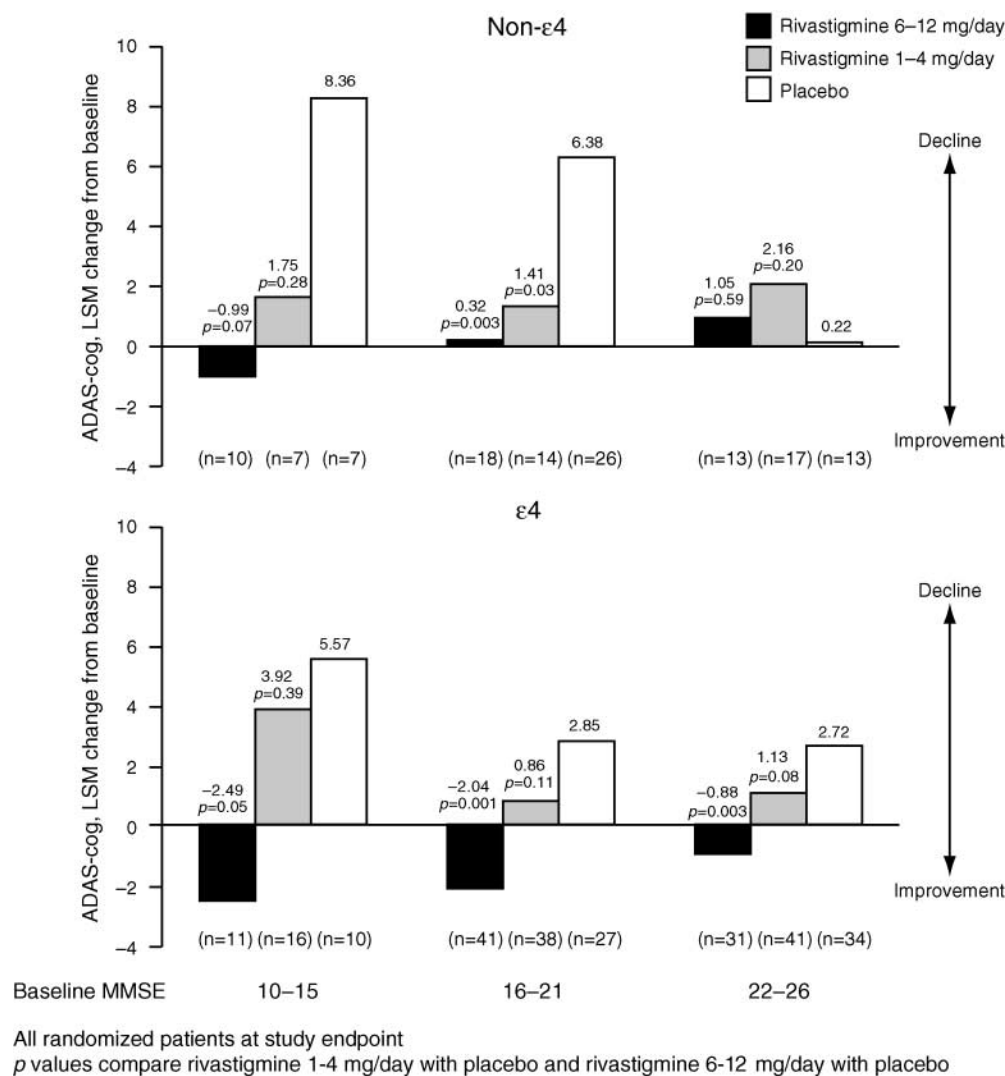 Non-ε4
Rivastigmine 6–12 mg/day
Rivastigmine 1–4 mg/day
Placebo
ADAS-cog, LSM change from baseline
10
8
6
4
2
0
−2
−4
−0.99
p=0.07
1.75
p=0.28
8.36
0.32
p=0.003
1.41
p=0.03
6.38
1.05
p=0.59
2.16
p=0.20
0.22
Decline
Improvement
(n=10) (n=7) (n=7)
(n=18) (n=14) (n=26)
(n=13) (n=17) (n=13)
ε4
ADAS-cog, LSM change from baseline
10
8
6
4
2
0
−2
−4
−2.49
p=0.05
3.92
p=0.39
5.57
−2.04
p=0.001
0.86
p=0.11
2.85
−0.88
p=0.003
1.13
p=0.08
2.72
Decline
Improvement
(n=11) (n=16) (n=10)
(n=41) (n=38) (n=27)
(n=31) (n=41) (n=34)
Baseline MMSE 10–15 16–21 22–26
All randomized patients at study endpoint
p values compare rivastigmine 1-4 mg/day with placebo and rivastigmine 6-12 mg/day with placebo